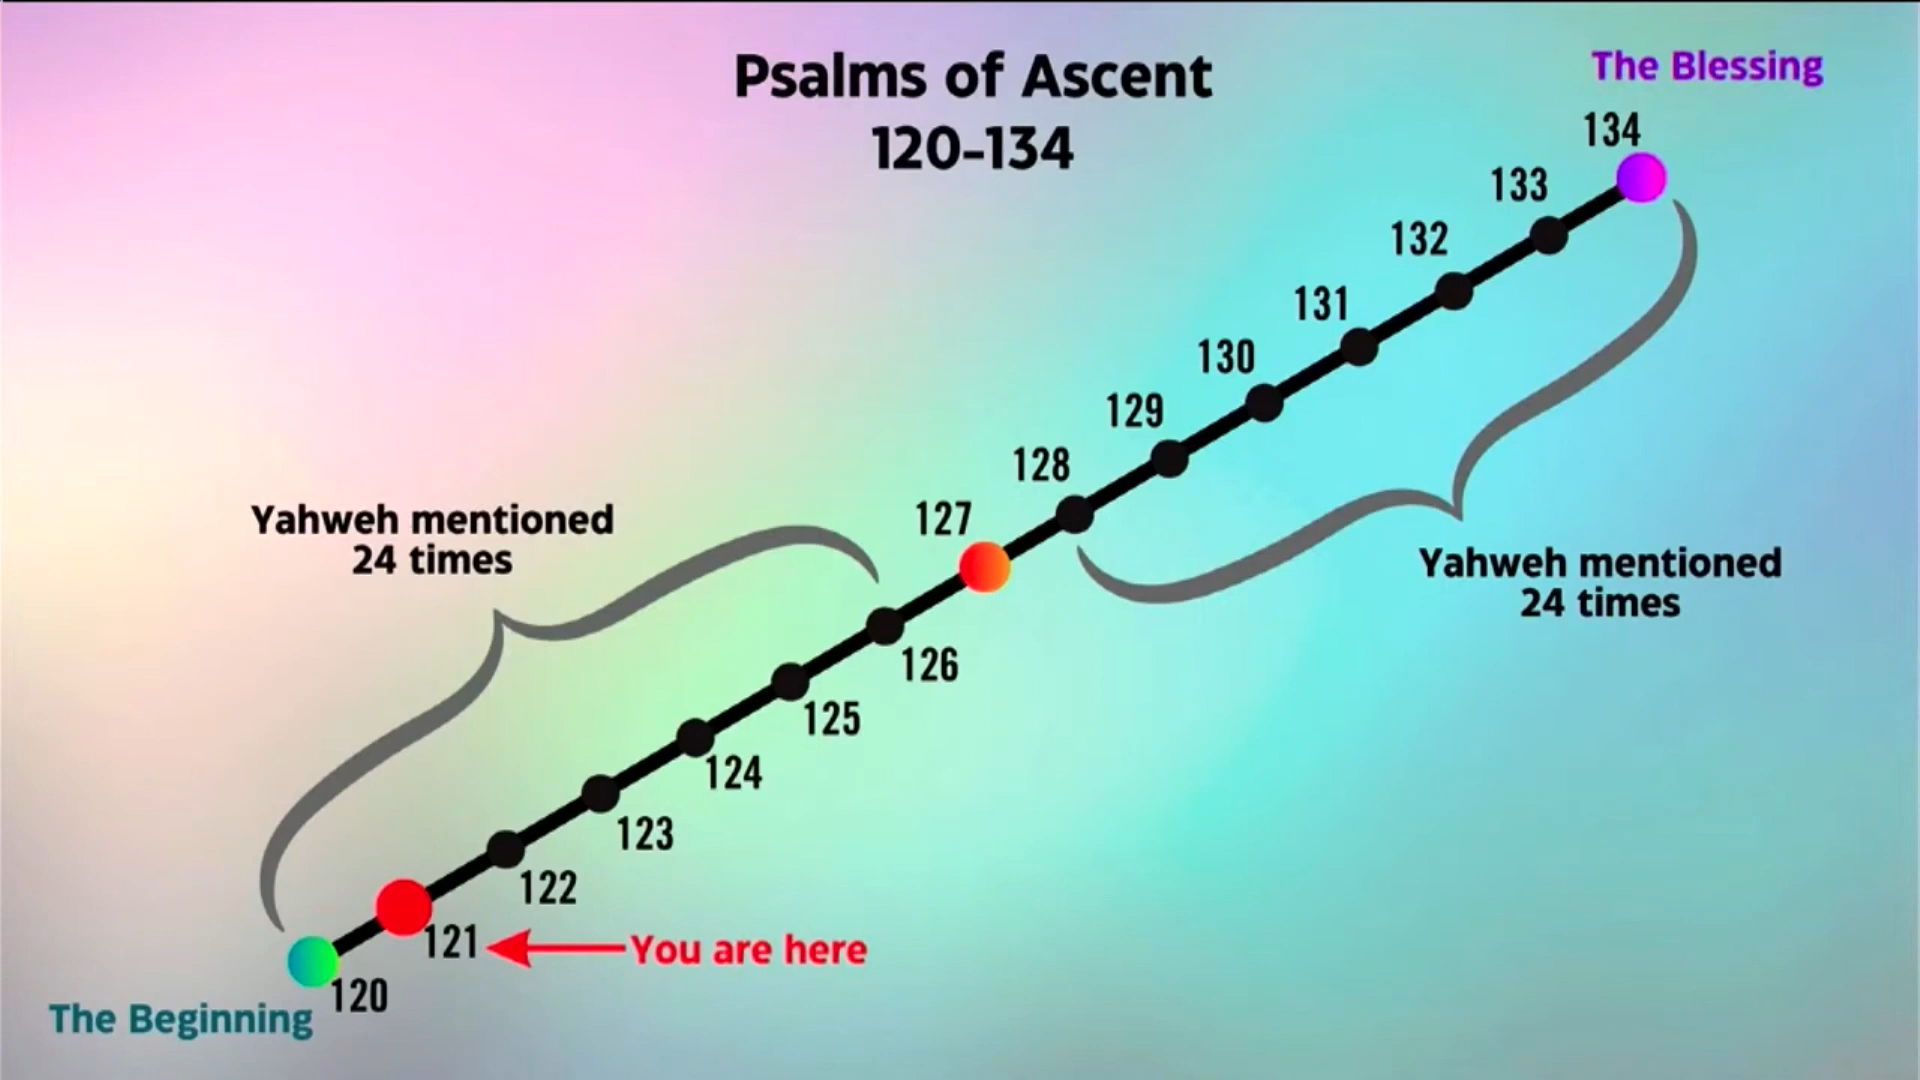 Psalms of Ascent
120-134
The Blessing
134
133
132
131
130
129
128
127
Yahweh mentioned
24 times
Yahweh mentioned
24 times
126
125
124
123
122
121
You are here
120
The Beginning